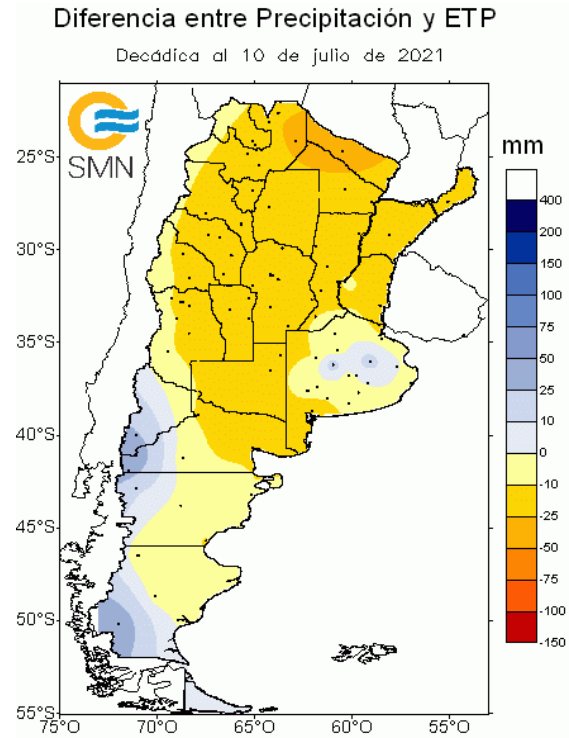 Diferencia entre Precipitación y ETP
Decádica al 10 de julio de 2021
SMN
mm
400
200
150
100
75
50
25
10
0
-10
-25
-50
-75
-100
-150
25°S
30°S
35°S
40°S
45°S
50°S
55°S
75°O 70°O 65°O 60°O 55°O